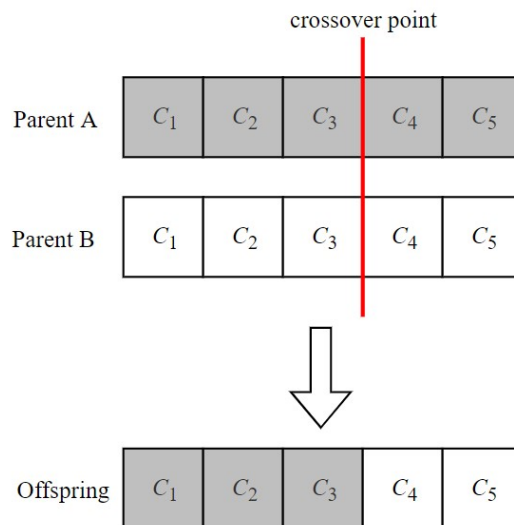 crossover point
Parent A C₁ C₂ C₃ C₄ C₅
Parent B C₁ C₂ C₃ C₄ C₅
Offspring C₁ C₂ C₃ C₄ C₅